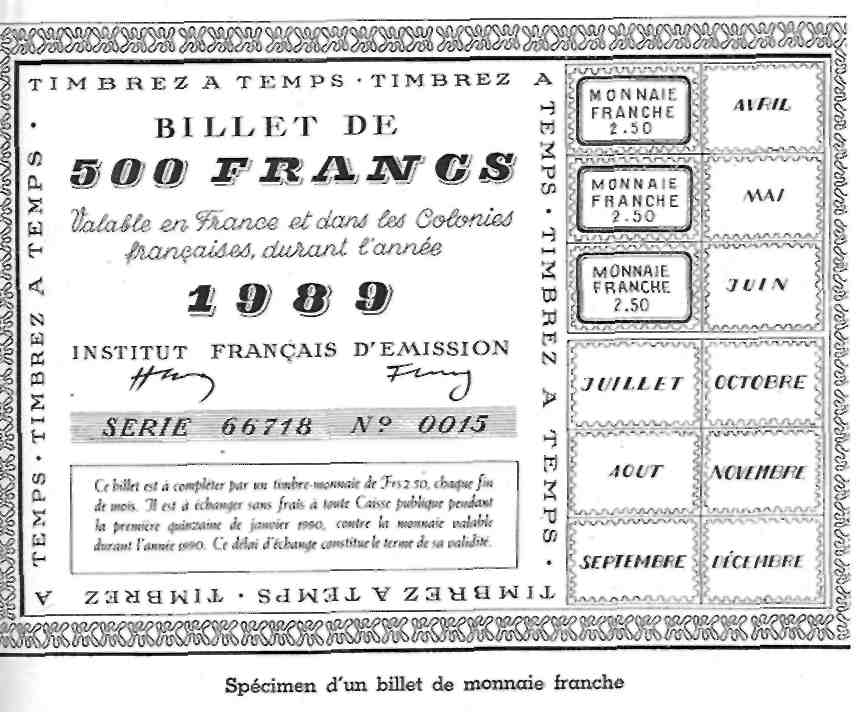 TIMBREZ A TEMPS · TIMBREZ A TEMPS · TIMBREZ A TEMPS · TIMBREZ A TEMPS · TIMBREZ A TEMPS · TIMBREZ A TEMPS ·
BILLET DE
500 FRANCS
Valable en France et dans les Colonies
françaises, durant l'année
1989
INSTITUT FRANÇAIS D'EMISSION
SERIE 66718 Nº 0015
Ce billet est à complèter par un timbre-monnaie de Frs 2.50, chaque fin
de mois. Il est à échanger sans frais à toute Caisse publique pendant
la première quinzaine de janvier 1990, contre la monnaie valable
durant l'année 1990. Ce délai d'échange constitue le terme de sa validité.
MONNAIE
FRANCHE
2.50
MONNAIE
FRANCHE
2.50
MONNAIE
FRANCHE
2.50
AVRIL
MAI
JUIN
JUILLET
AOUT
SEPTEMBRE
OCTOBRE
NOVEMBRE
DÉCEMBRE
Spécimen d'un billet de monnaie franche